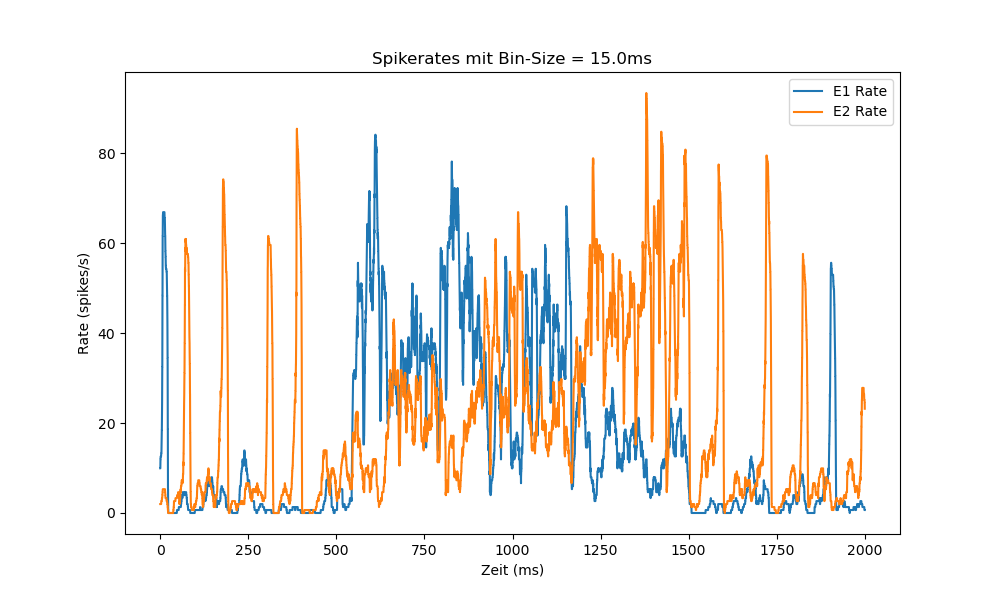 Spikerates mit Bin-Size = 15.0ms
E1 Rate
E2 Rate
Rate (spikes/s)
80
60
40
20
0
0 250 500 750 1000 1250 1500 1750 2000
Zeit (ms)